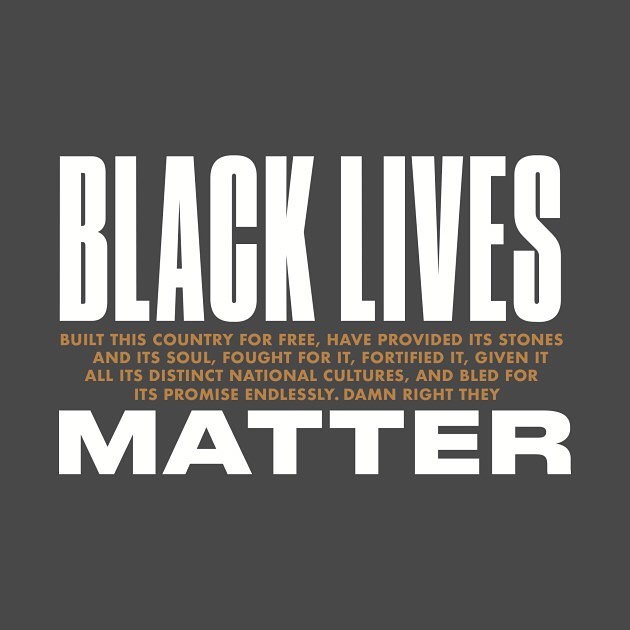 BLACK LIVES
BUILT THIS COUNTRY FOR FREE, HAVE PROVIDED ITS STONES
AND ITS SOUL, FOUGHT FOR IT, FORTIFIED IT, GIVEN IT
ALL ITS DISTINCT NATIONAL CULTURES, AND BLED FOR
ITS PROMISE ENDLESSLY. DAMN RIGHT THEY
MATTER